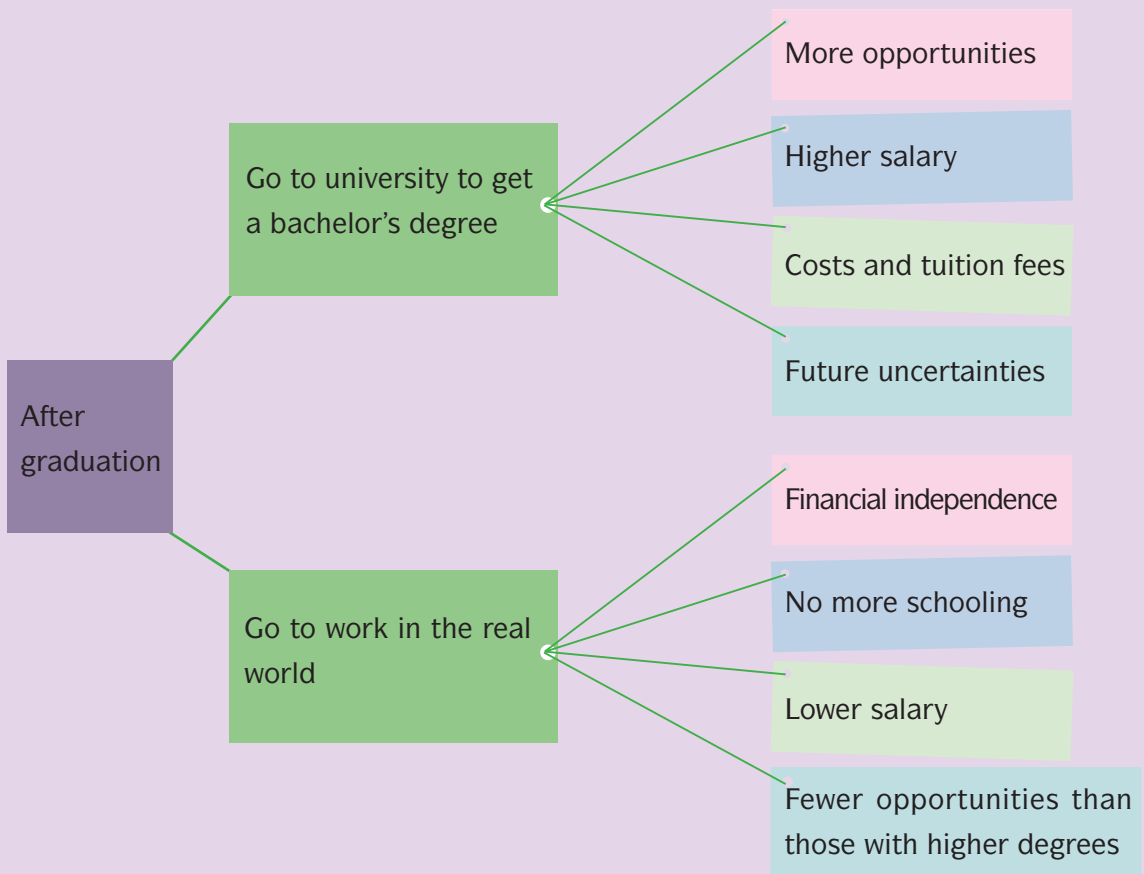 After
graduation
Go to university to get
a bachelor's degree
More opportunities
Higher salary
Costs and tuition fees
Future uncertainties
Go to work in the real
world
Financial independence
No more schooling
Lower salary
Fewer opportunities than
those with higher degrees